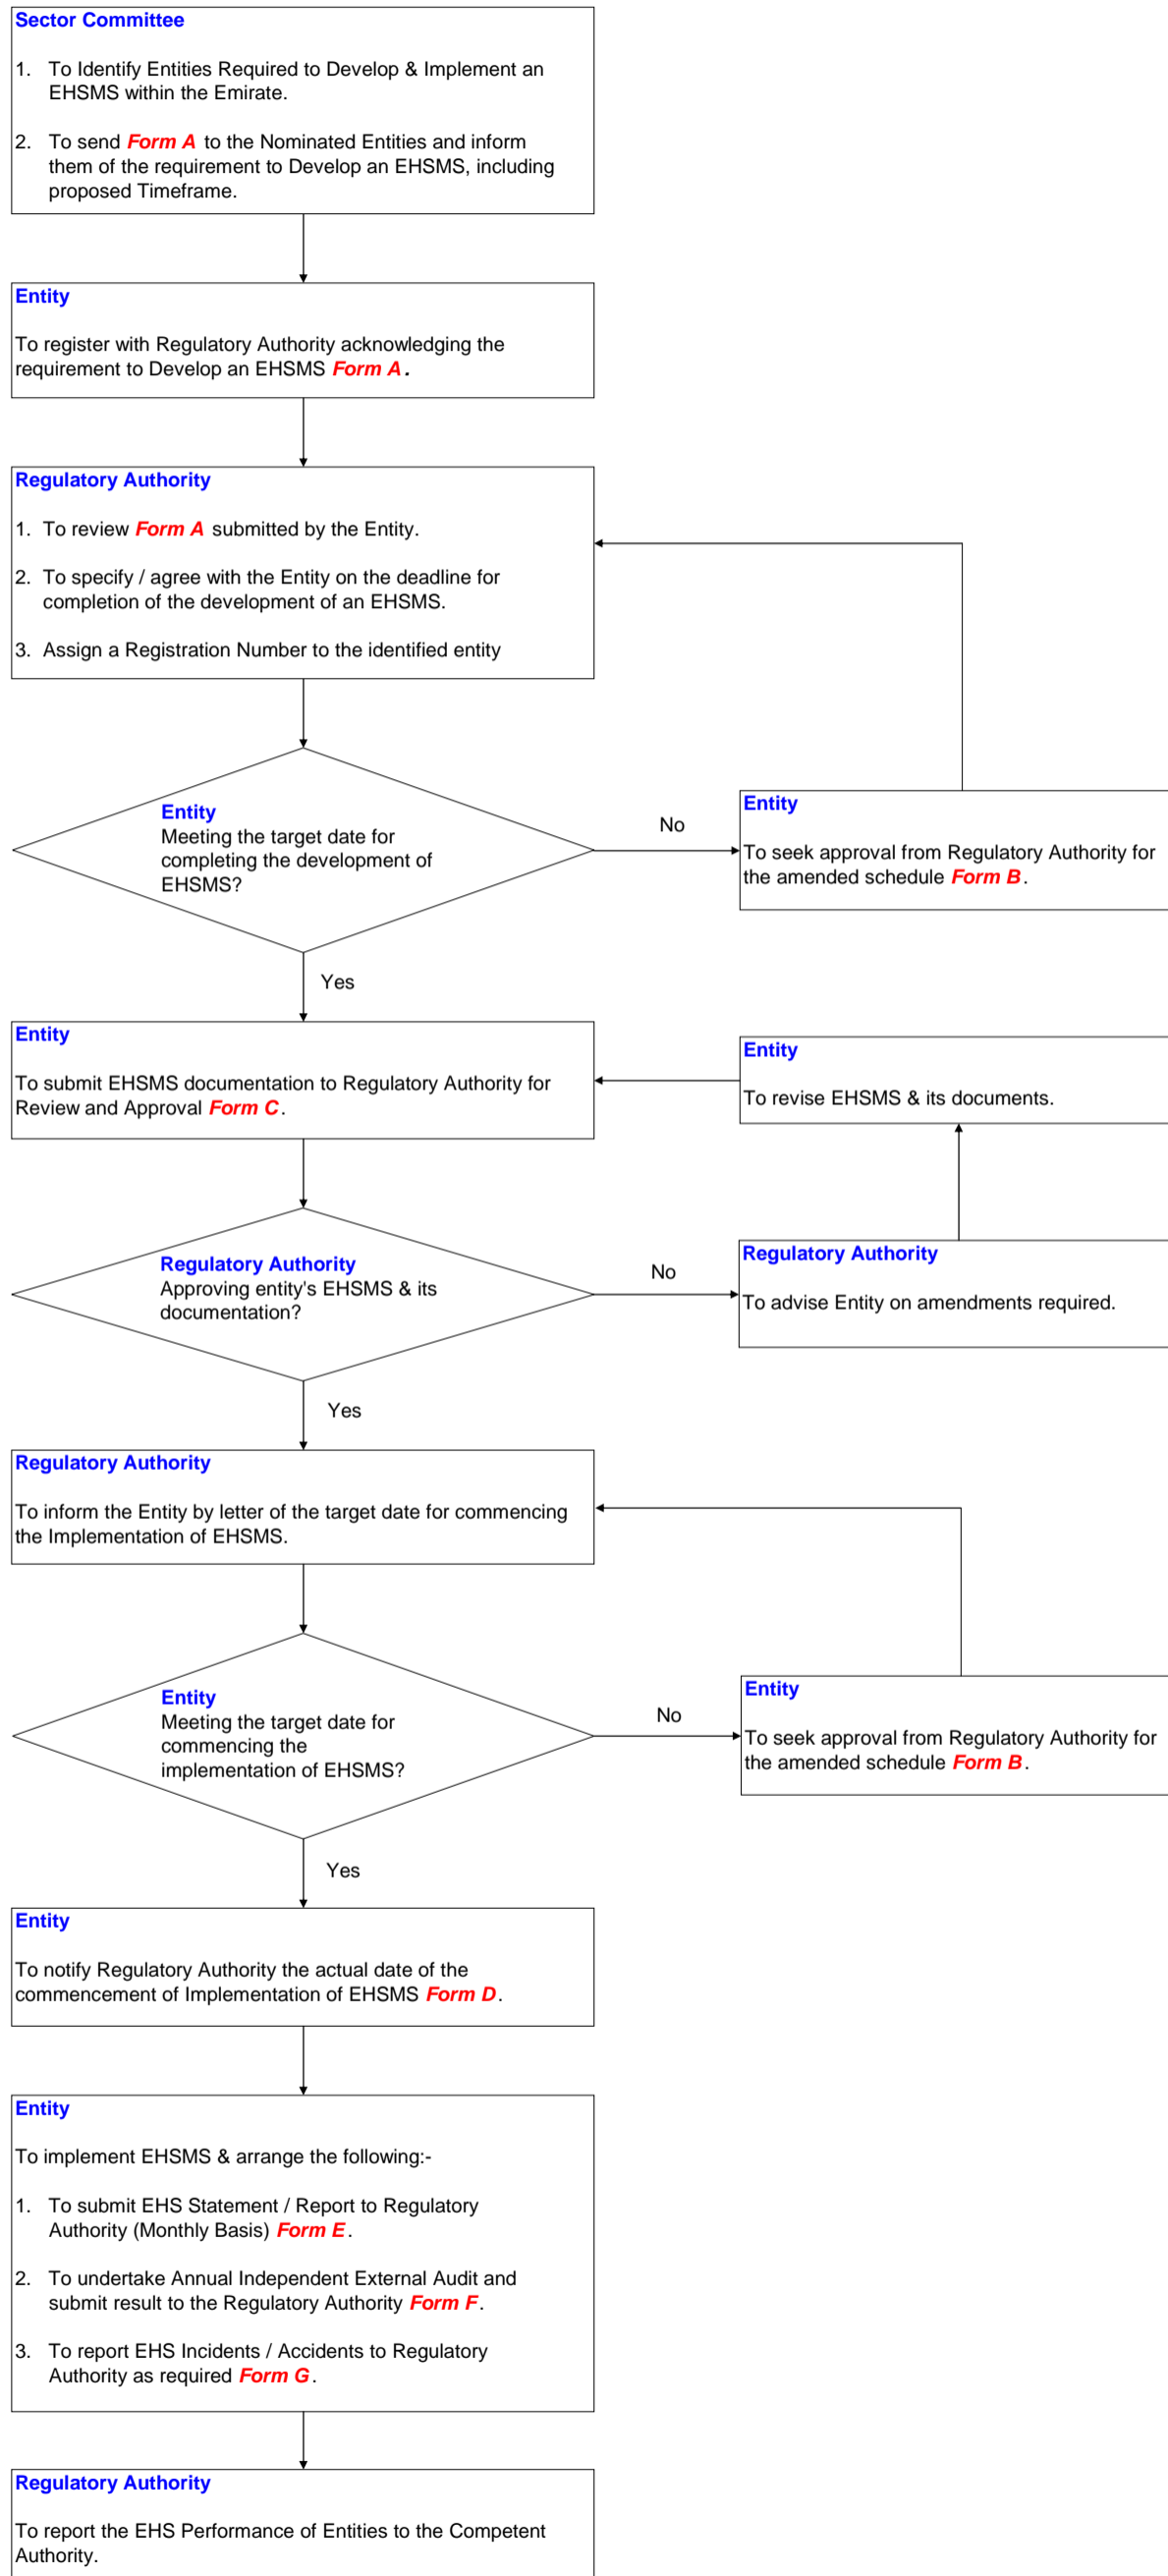 Sector Committee
1. To Identify Entities Required to Develop & Implement an
EHSMS within the Emirate.
2. To send Form A to the Nominated Entities and inform
them of the requirement to Develop an EHSMS, including
proposed Timeframe.
Entity
To register with Regulatory Authority acknowledging the
requirement to Develop an EHSMS Form A.
Regulatory Authority
1. To review Form A submitted by the Entity.
2. To specify / agree with the Entity on the deadline for
completion of the development of an EHSMS.
3. Assign a Registration Number to the identified entity
Entity
Meeting the target date for
completing the development of
EHSMS?
No
Entity
To seek approval from Regulatory Authority for
the amended schedule Form B.
Yes
Entity
To submit EHSMS documentation to Regulatory Authority for
Review and Approval Form C.
Entity
To revise EHSMS & its documents.
Regulatory Authority
Approving entity's EHSMS & its
documentation?
No
Regulatory Authority
To advise Entity on amendments required.
Yes
Regulatory Authority
To inform the Entity by letter of the target date for commencing
the Implementation of EHSMS.
Entity
Meeting the target date for
commencing the
implementation of EHSMS?
No
Entity
To seek approval from Regulatory Authority for
the amended schedule Form B.
Yes
Entity
To notify Regulatory Authority the actual date of the
commencement of Implementation of EHSMS Form D.
Entity
To implement EHSMS & arrange the following:-
1. To submit EHS Statement / Report to Regulatory
Authority (Monthly Basis) Form E.
2. To undertake Annual Independent External Audit and
submit result to the Regulatory Authority Form F.
3. To report EHS Incidents / Accidents to Regulatory
Authority as required Form G.
Regulatory Authority
To report the EHS Performance of Entities to the Competent
Authority.